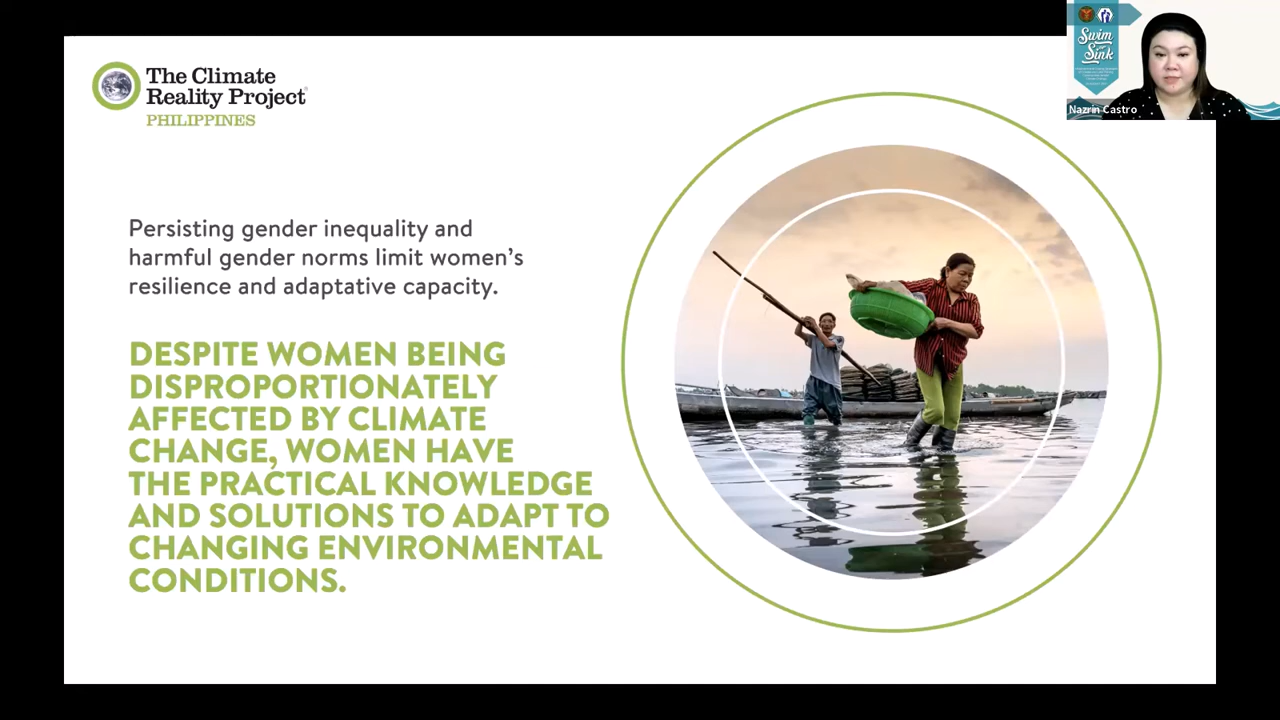 The Climate
Reality Project
PHILIPPINES
Persisting gender inequality and
harmful gender norms limit women's
resilience and adaptative capacity.
DESPITE WOMEN BEING
DISPROPORTIONATELY
AFFECTED BY CLIMATE
CHANGE, WOMEN HAVE
THE PRACTICAL KNOWLEDGE
AND SOLUTIONS TO ADAPT TO
CHANGING ENVIRONMENTAL
CONDITIONS.
Swim
Sink
Nazrin Castro